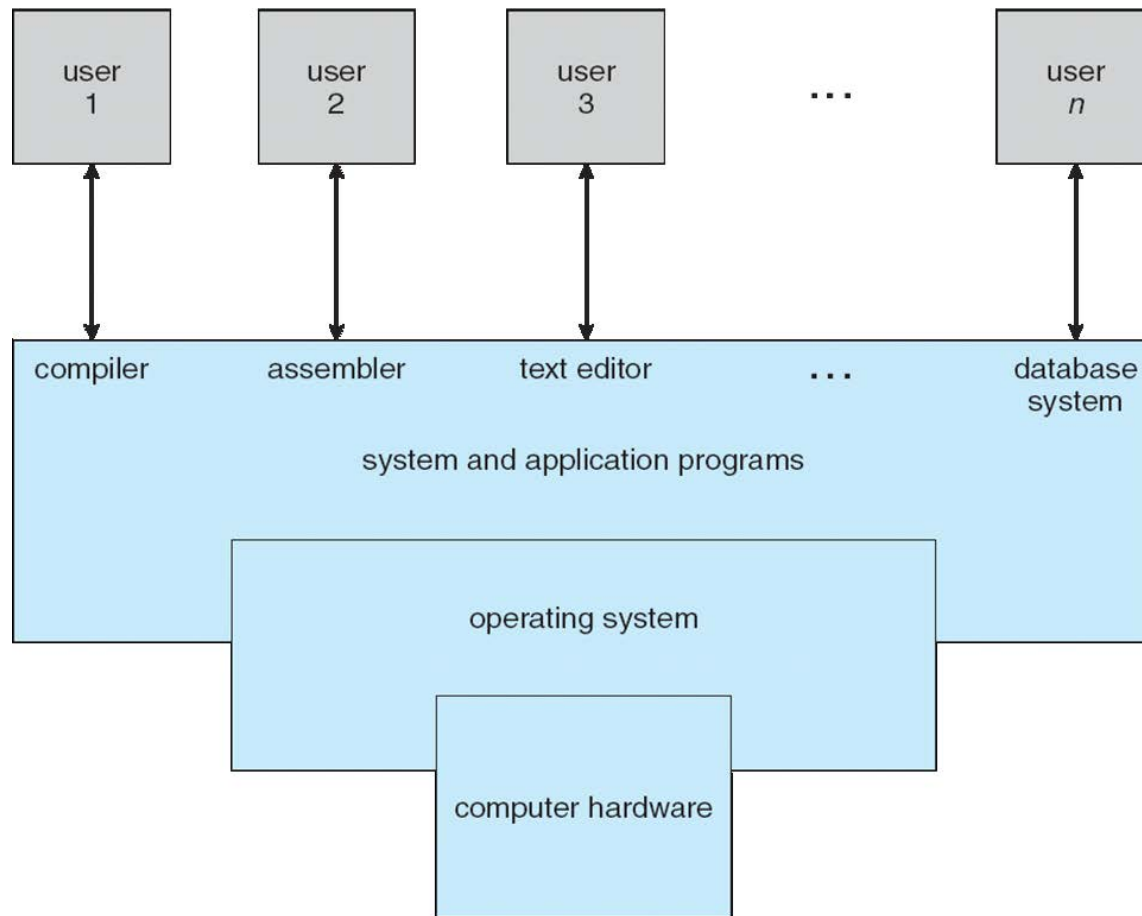 user
1
user
2
user
3
...
user
n
compiler
assembler
text editor
...
database
system
system and application programs
operating system
computer hardware